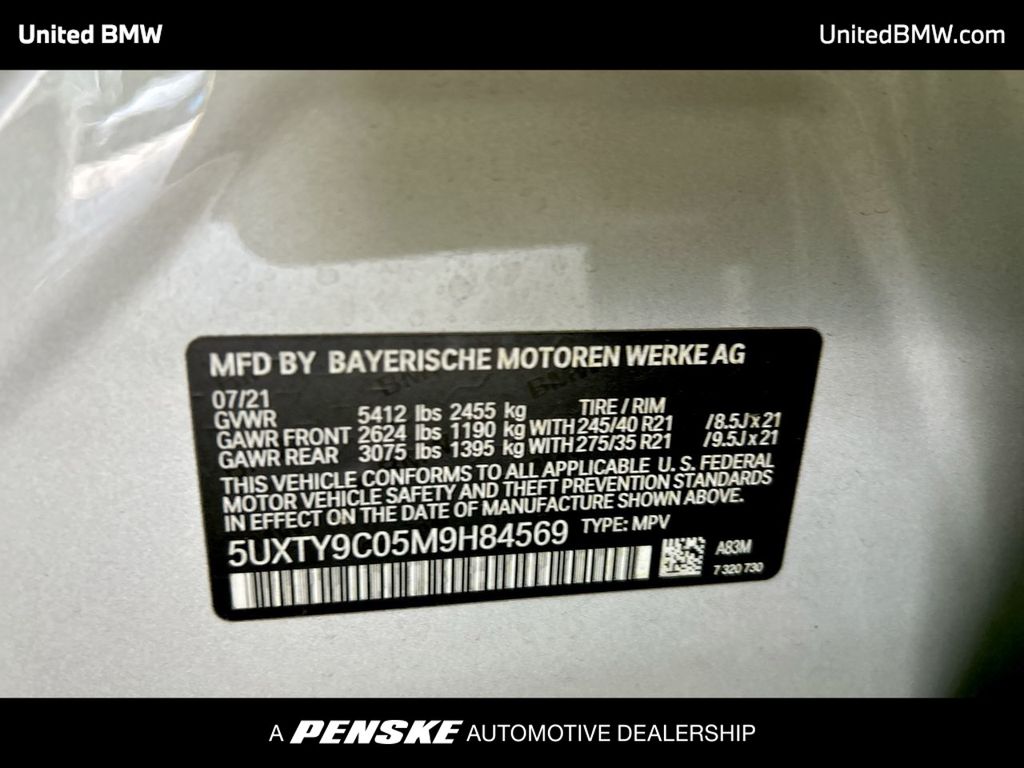 United BMW
UnitedBMW.com
MFD BY BAYERISCHE MOTOREN WERKE AG
07/21
TIRE / RIM
GVWR 5412 lbs 2455 kg
GAWR FRONT 2624 lbs 1190 kg WITH 245/40 R21 /8.5J x 21
GAWR REAR 3075 lbs 1395 kg WITH 275/35 R21 /9.5J x 21
THIS VEHICLE CONFORMS TO ALL APPLICABLE U. S. FEDERAL
MOTOR VEHICLE SAFETY AND THEFT PREVENTION STANDARDS
IN EFFECT ON THE DATE OF MANUFACTURE SHOWN ABOVE.
5UXTY9C05M9H84569 TYPE: MPV
A83M
7 320 730
A PENSKE AUTOMOTIVE DEALERSHIP